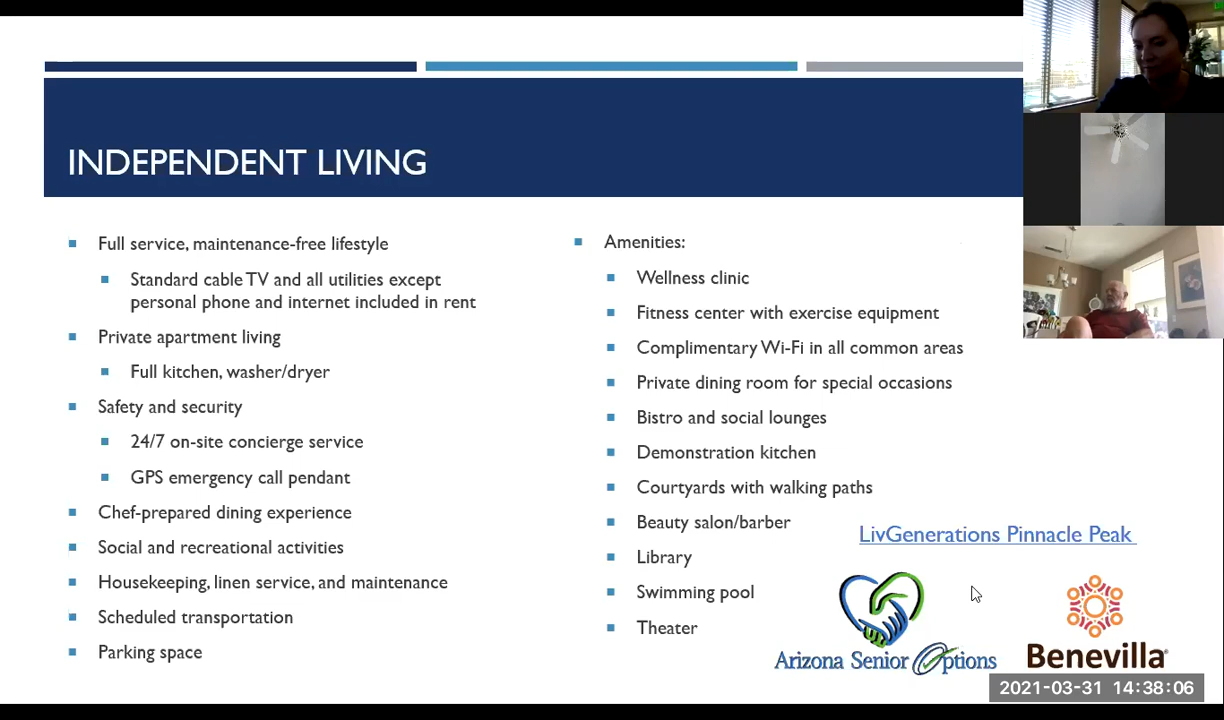 INDEPENDENT LIVING
Full service, maintenance-free lifestyle
Standard cable TV and all utilities except
personal phone and internet included in rent
Private apartment living
Full kitchen, washer/dryer
Safety and security
24/7 on-site concierge service
GPS emergency call pendant
Chef-prepared dining experience
Social and recreational activities
Housekeeping, linen service, and maintenance
Scheduled transportation
Parking space
Amenities:
Wellness clinic
Fitness center with exercise equipment
Complimentary Wi-Fi in all common areas
Private dining room for special occasions
Bistro and social lounges
Demonstration kitchen
Courtyards with walking paths
Beauty salon/barber
Library
Swimming pool
Theater
LivGenerations Pinnacle Peak
Arizona Senior Options
Benevilla
2021-03-31 14:38:06